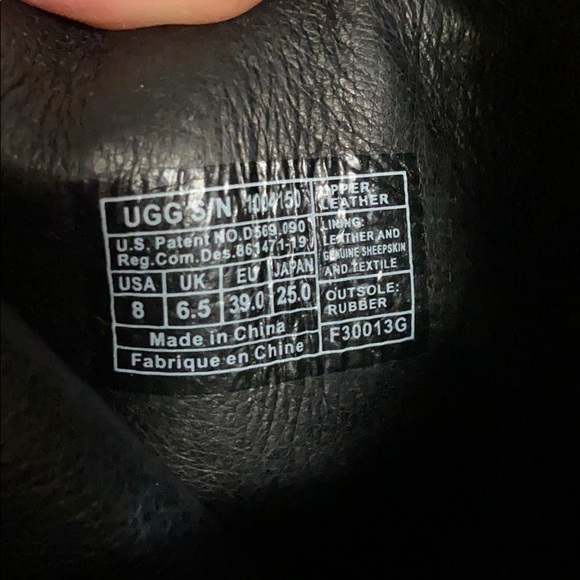 UGG S/N 1004150
U.S. Patent NO.D569,090
Reg.Com.Des.861471-19
USA UK EU JAPAN
8 6.5 39.0 25.0
Made in China
Fabrique en Chine
UPPER:
LEATHER
LINING:
LEATHER AND
GENUINE SHEEPSKIN
AND TEXTILE
OUTSOLE:
RUBBER
F30013G